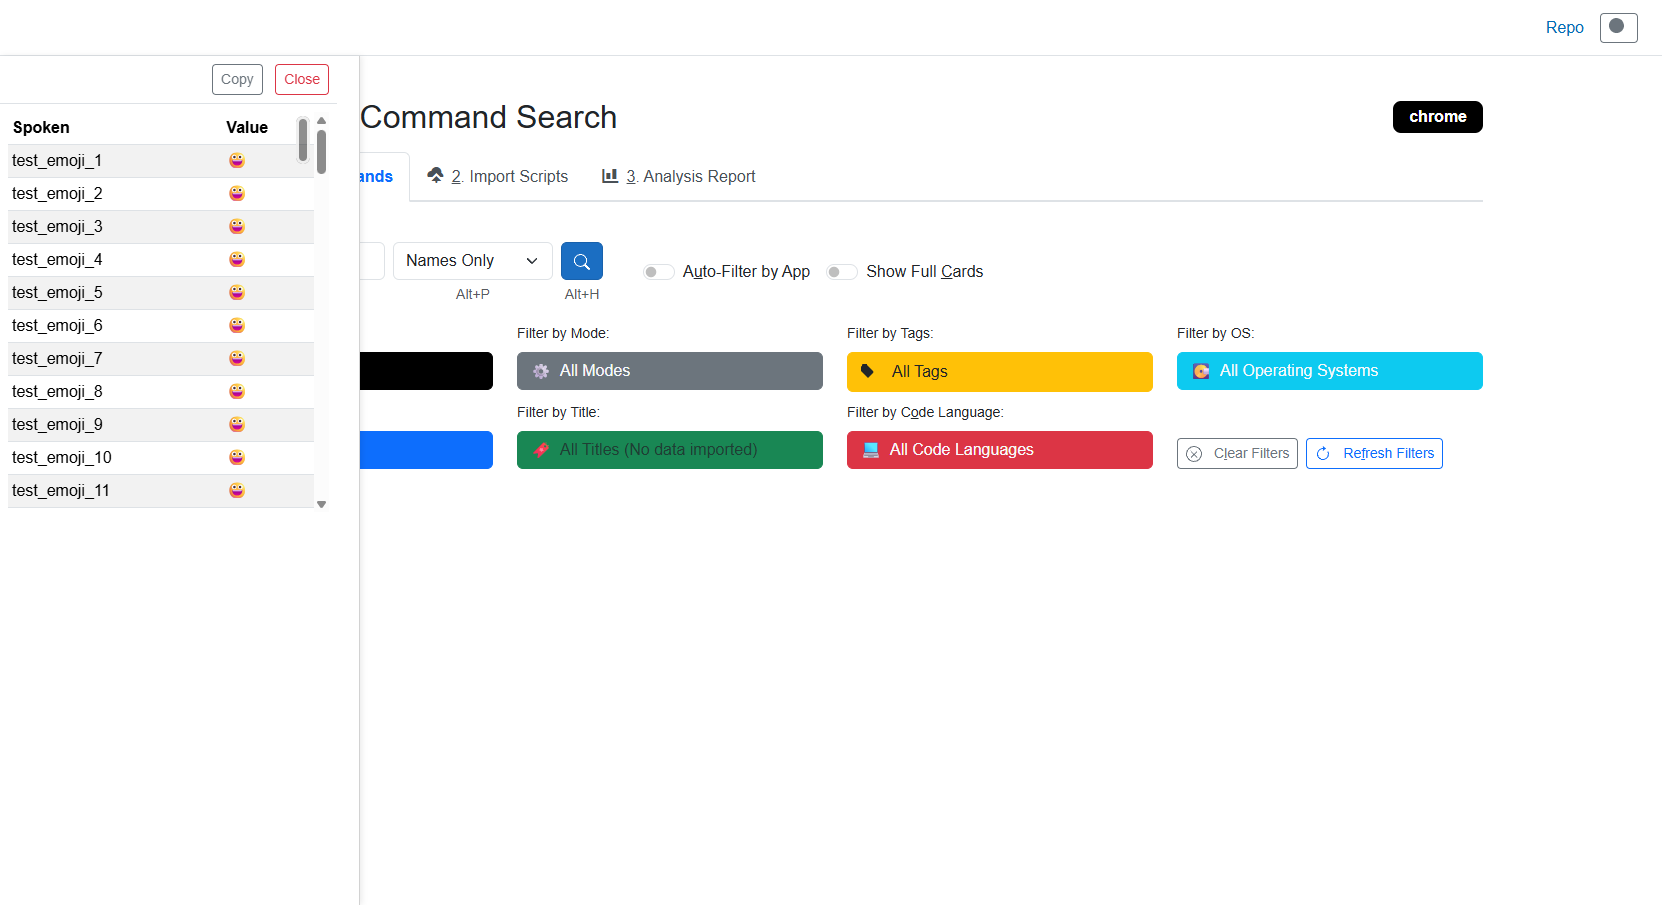 Repo
Copy Close
Spoken Value
test_emoji_1
test_emoji_2
test_emoji_3
test_emoji_4
test_emoji_5
test_emoji_6
test_emoji_7
test_emoji_8
test_emoji_9
test_emoji_10
test_emoji_11
Command Search
chrome
ands 2. Import Scripts 3. Analysis Report
Names Only Auto-Filter by App Show Full Cards
Alt+P Alt+H
Filter by Mode: Filter by Tags: Filter by OS:
All Modes All Tags All Operating Systems
Filter by Title: Filter by Code Language:
All Titles (No data imported) All Code Languages Clear Filters Refresh Filters